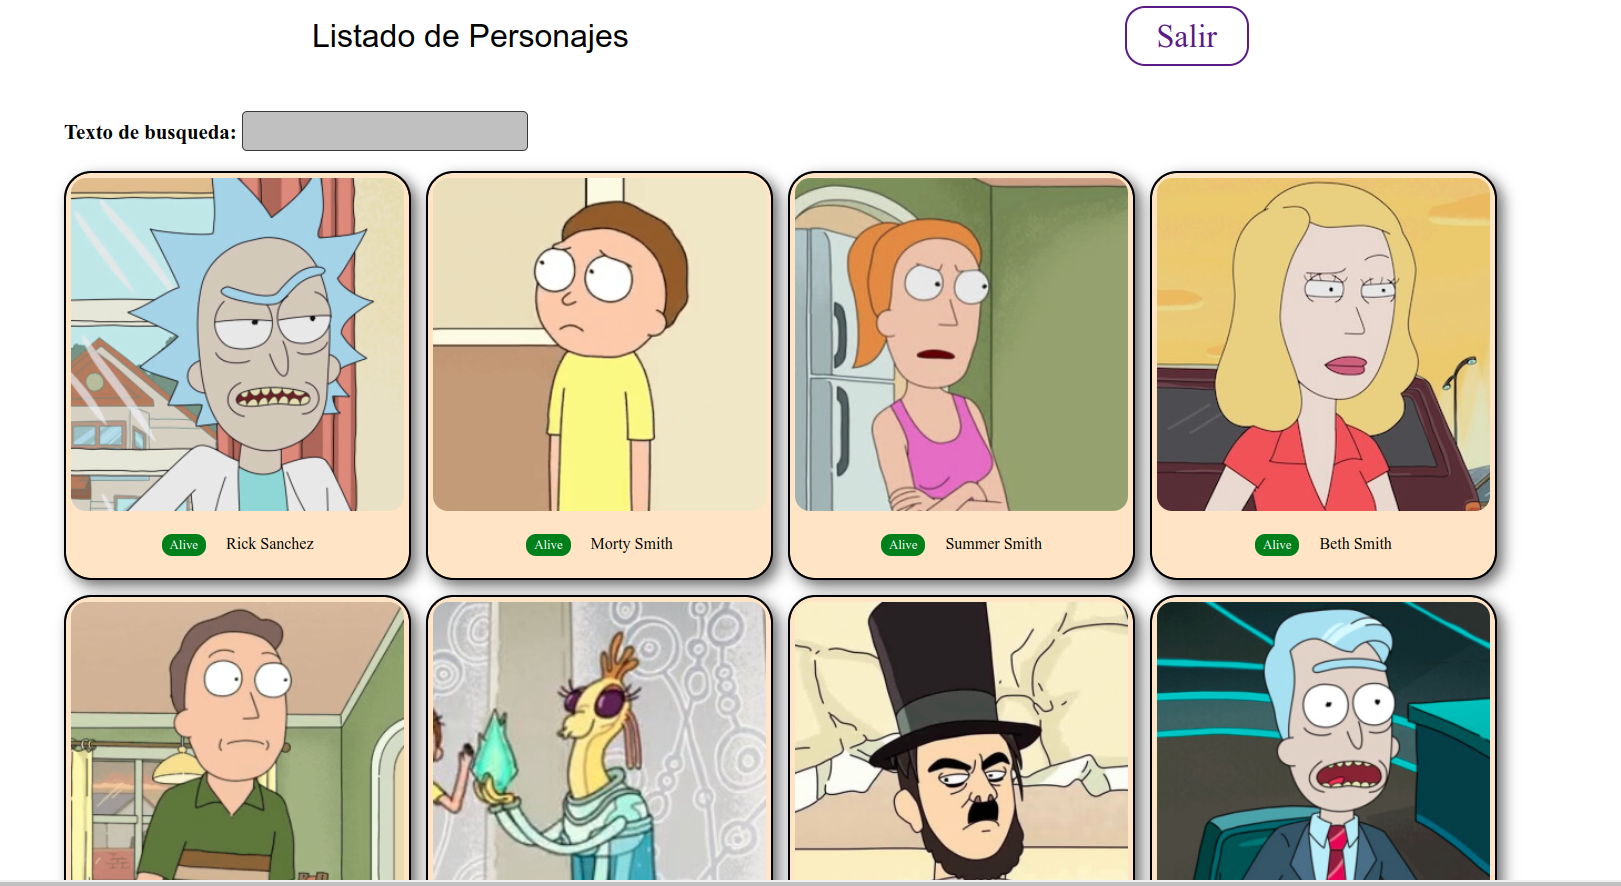 Listado de Personajes
Salir
Texto de busqueda:
Alive Rick Sanchez
Alive Morty Smith
Alive Summer Smith
Alive Beth Smith